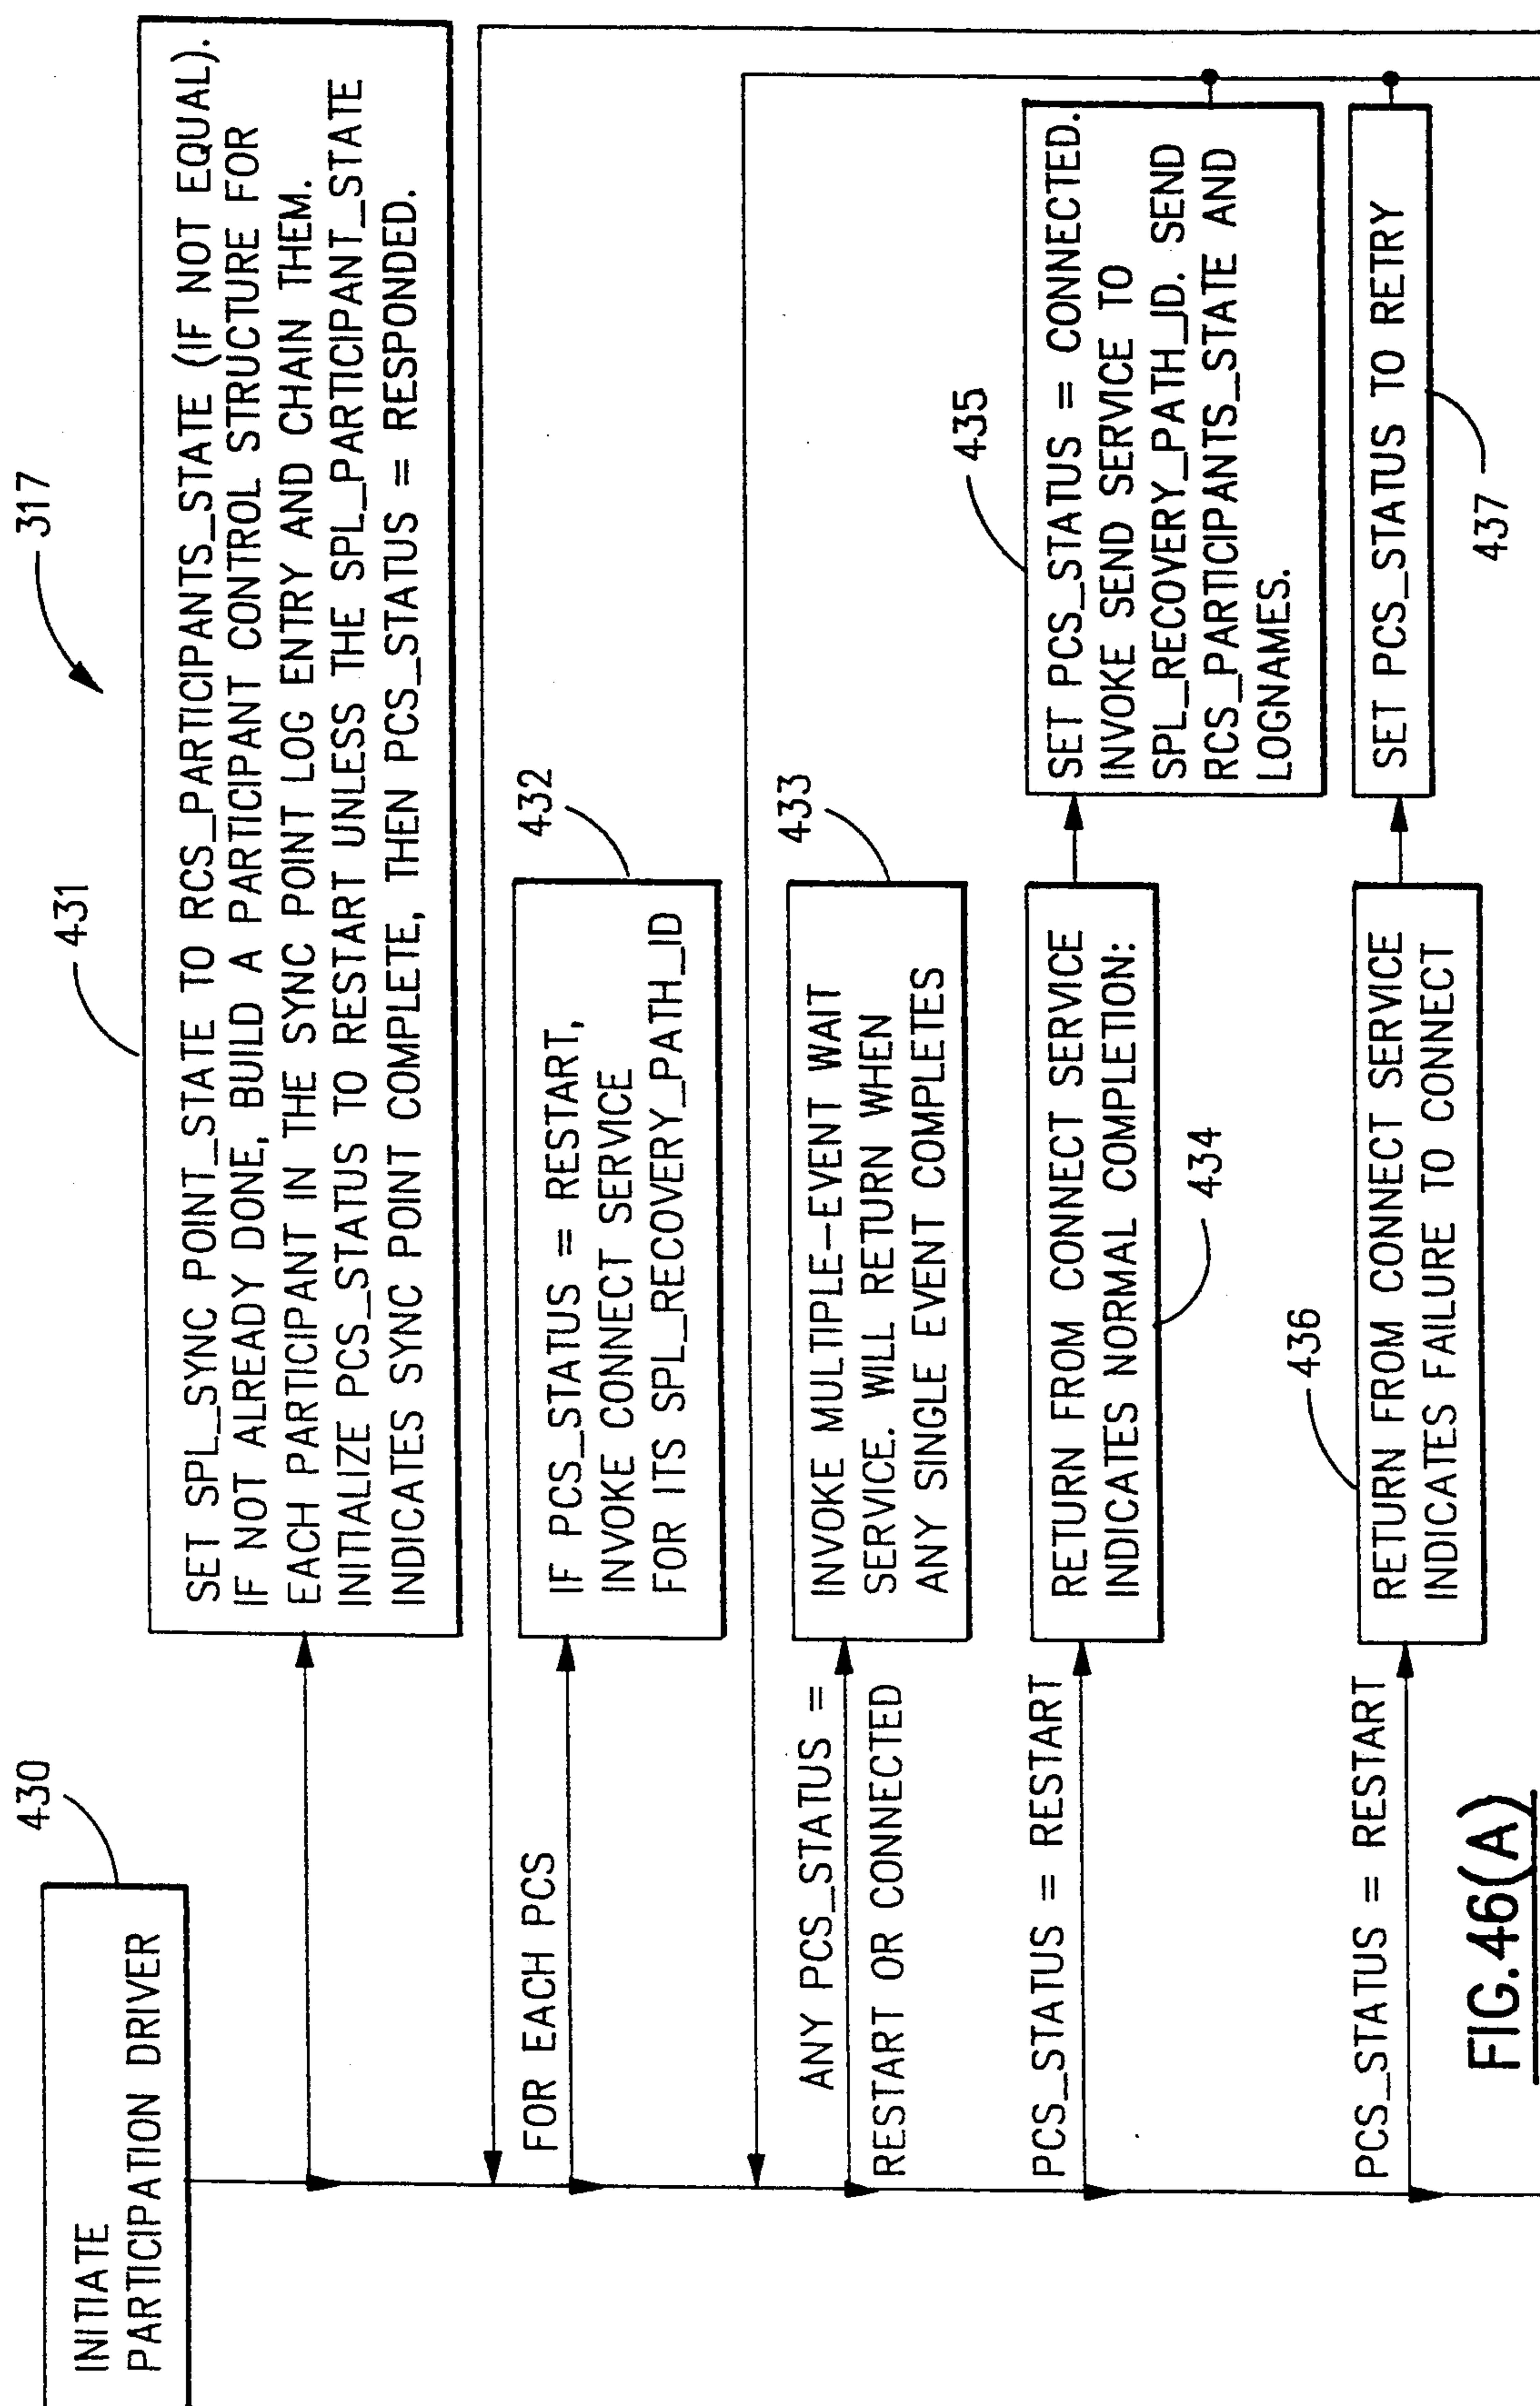 317
430
INITIATE
PARTICIPATION DRIVER
431
SET SPL_SYNC POINT_STATE TO RCS_PARTICIPANTS_STATE (IF NOT EQUAL).
IF NOT ALREADY DONE, BUILD A PARTICIPANT CONTROL STRUCTURE FOR
EACH PARTICIPANT IN THE SYNC POINT LOG ENTRY AND CHAIN THEM.
INITIALIZE PCS_STATUS TO RESTART UNLESS THE SPL_PARTICIPANT_STATE
INDICATES SYNC POINT COMPLETE, THEN PCS_STATUS = RESPONDED.
FOR EACH PCS
432
IF PCS_STATUS = RESTART,
INVOKE CONNECT SERVICE
FOR ITS SPL_RECOVERY_PATH_ID
ANY PCS_STATUS =
RESTART OR CONNECTED
433
INVOKE MULTIPLE-EVENT WAIT
SERVICE. WILL RETURN WHEN
ANY SINGLE EVENT COMPLETES
PCS_STATUS = RESTART
RETURN FROM CONNECT SERVICE
INDICATES NORMAL COMPLETION:
434
435
SET PCS_STATUS = CONNECTED.
INVOKE SEND SERVICE TO
SPL_RECOVERY_PATH_ID. SEND
RCS_PARTICIPANTS_STATE AND
LOGNAMES.
PCS_STATUS = RESTART
436
RETURN FROM CONNECT SERVICE
INDICATES FAILURE TO CONNECT
SET PCS_STATUS TO RETRY
437
FIG.46(A)